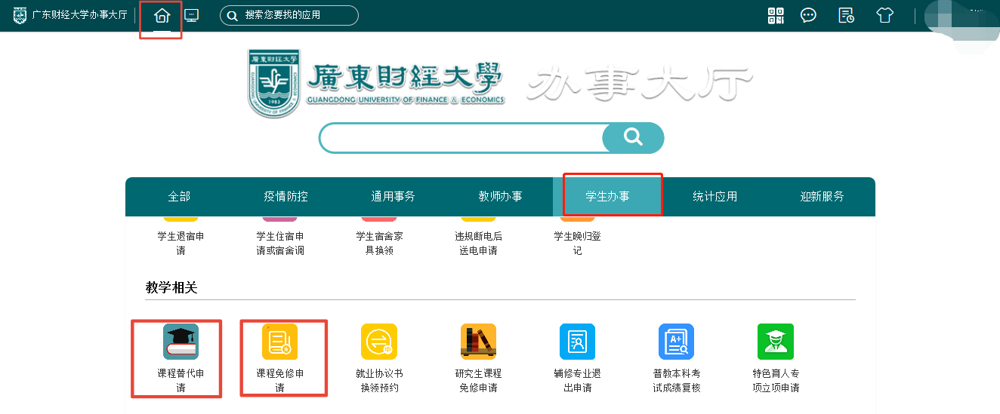 广东财经大学办事大厅
搜索您要找的应用
廣東財經大學
1983
廣東財經大學
GUANGDONG UNIVERSITY OF FINANCE & ECONOMICS
办事大厅
全部
疫情防控
通用事务
教师办事
学生办事
统计应用
迎新服务
学生退宿申
请
学生住宿申
请或宿舍调
学生宿舍家
具换领
违规断电后
送电申请
学生晚归登
记
教学相关
课程替代申
请
课程免修申
请
就业协议书
换领预约
研究生课程
免修申请
辅修专业退
出申请
A+
普教本科考
试成绩复核
特色育人专
项立项申请